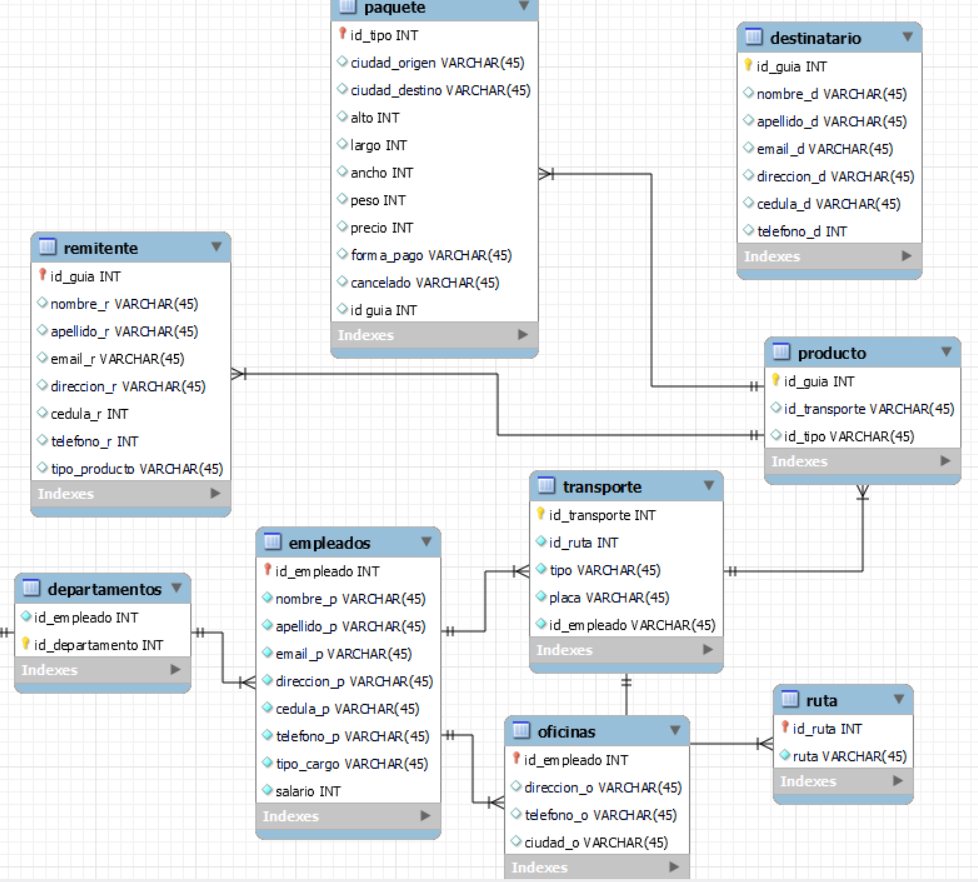 paquete
id_tipo INT
ciudad_origen VARCHAR(45)
ciudad_destino VARCHAR(45)
alto INT
largo INT
ancho INT
peso INT
precio INT
forma_pago VARCHAR(45)
cancelado VARCHAR(45)
id guia INT
Indexes
destinatario
id_guia INT
nombre_d VARCHAR(45)
apellido_d VARCHAR(45)
email_d VARCHAR(45)
direccion_d VARCHAR(45)
cedula_d VARCHAR(45)
telefono_d INT
Indexes
remitente
id_guia INT
nombre_r VARCHAR(45)
apellido_r VARCHAR(45)
email_r VARCHAR(45)
direccion_r VARCHAR(45)
cedula_r INT
telefono_r INT
tipo_producto VARCHAR(45)
Indexes
producto
id_guia INT
id_transporte VARCHAR(45)
id_tipo VARCHAR(45)
Indexes
transporte
id_transporte INT
id_ruta INT
tipo VARCHAR(45)
placa VARCHAR(45)
id_empleado VARCHAR(45)
Indexes
empleados
id_empleado INT
nombre_p VARCHAR(45)
apellido_p VARCHAR(45)
email_p VARCHAR(45)
direccion_p VARCHAR(45)
cedula_p VARCHAR(45)
telefono_p VARCHAR(45)
tipo_cargo VARCHAR(45)
salario INT
Indexes
departamentos
id_empleado INT
id_departamento INT
Indexes
oficinas
id_empleado INT
direccion_o VARCHAR(45)
telefono_o VARCHAR(45)
ciudad_o VARCHAR(45)
Indexes
ruta
id_ruta INT
ruta VARCHAR(45)
Indexes